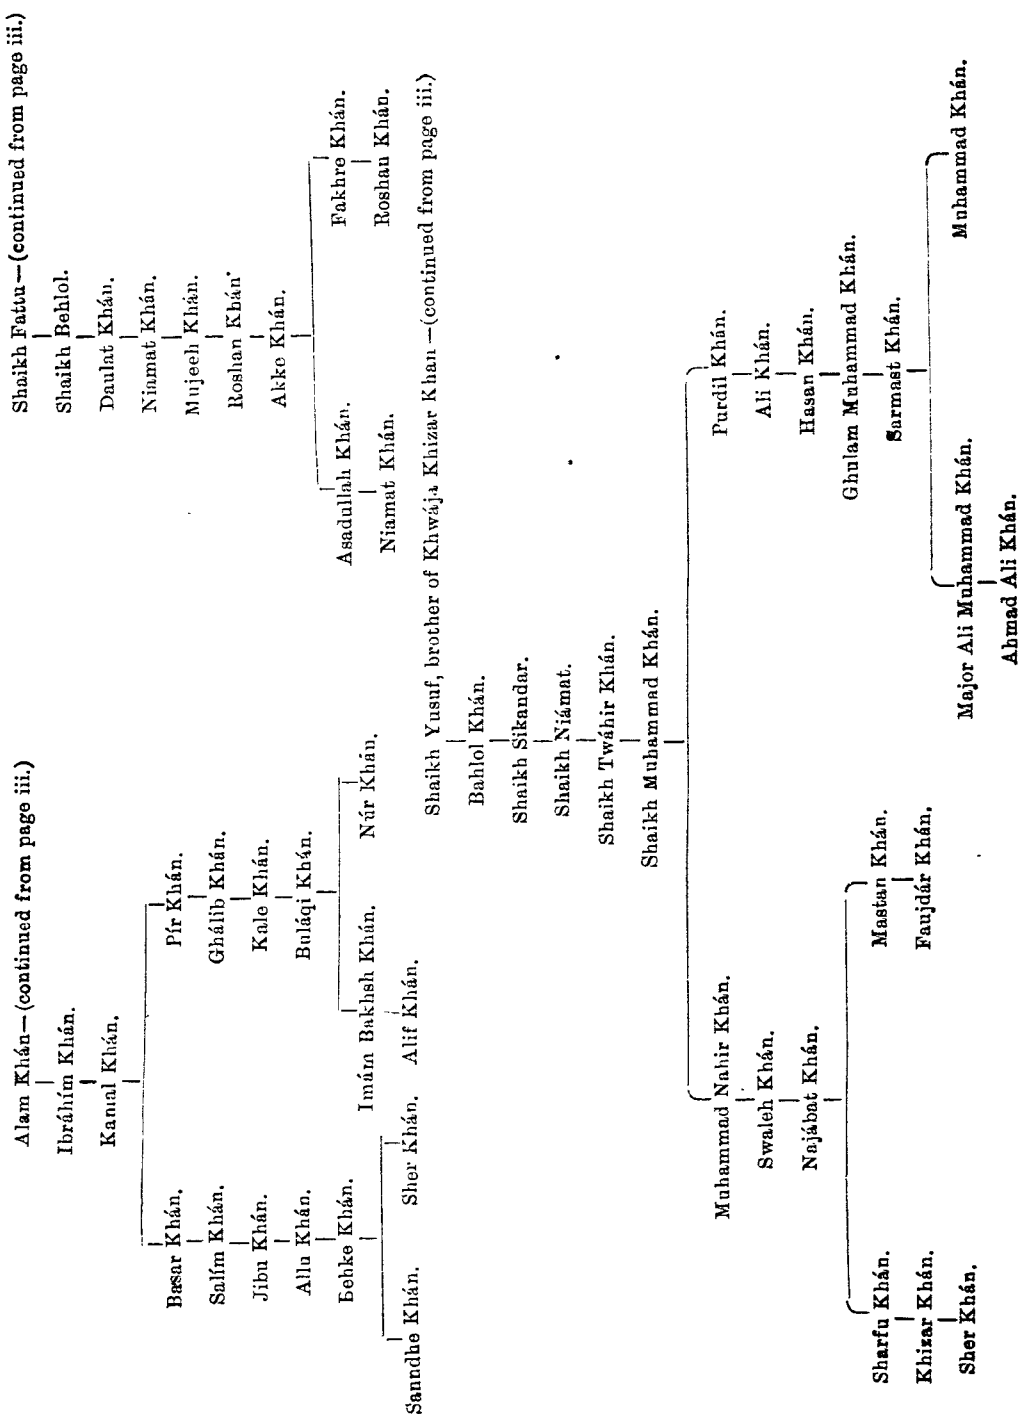 Alam Khán—(continued from page iii.)
Ibráhím Khán.
Kamal Khán.
Basar Khán.
Salím Khán.
Jibu Khán.
Allu Khán.
Behke Khán.
Sanndhe Khán.
Sher Khán.
Pír Khán.
Ghálib Khán.
Kale Khán.
Buláqi Khán.
Imám Bakhsh Khán.
Alif Khán.
Núr Khán.
Shaikh Fattu—(continued from page iii.)
Shaikh Behlol.
Daulat Khán.
Niamat Khán.
Mujeeh Khán.
Roshan Khán.
Akke Khán.
Asadullah Khán.
Niamat Khán.
Fakhre Khán.
Roshan Khán.
Shaikh Yusuf, brother of Khwája Khizar Khan—(continued from page iii.)
Bahlol Khán.
Shaikh Sikandar.
Shaikh Niámat.
Shaikh Twáhir Khán.
Shaikh Muhammad Khán.
Muhammad Nahir Khán.
Swaleh Khán.
Najábat Khán.
Sharfu Khán.
Khizar Khán.
Sher Khán.
Mastan Khán.
Faujdár Khán.
Purdil Khán.
Ali Khán.
Hasan Khán.
Ghulam Muhammad Khán.
Sarmast Khán.
Major Ali Muhammad Khán.
Ahmad Ali Khán.
Muhammad Khán.